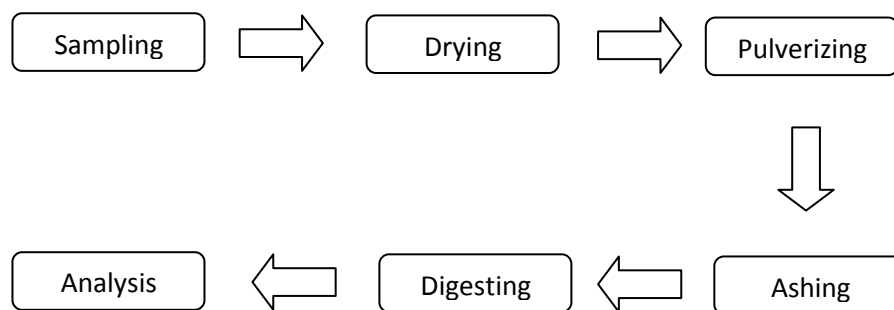 Sampling
Drying
Pulverizing
Ashing
Digesting
Analysis